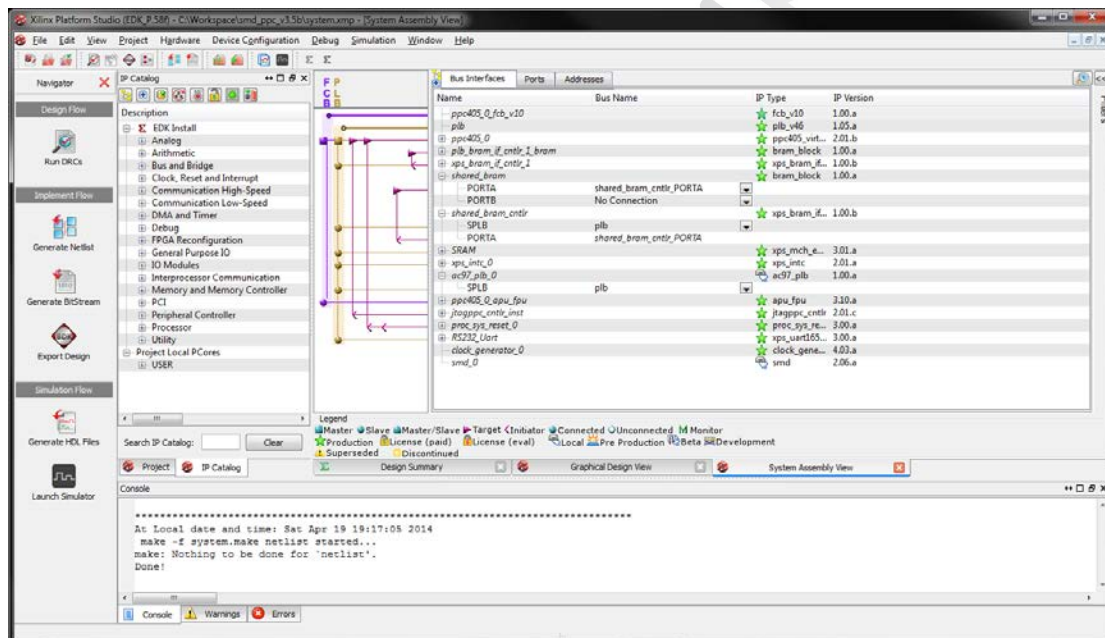 Xilinx Platform Studio (EDK_P.58f) - C:\Workspace\smd_ppc_v3.5b\system.xmp - [System Assembly View]
File Edit View Project Hardware Device Configuration Debug Simulation Window Help
Navigator
Design Flow
Run DRCs
Implement Flow
Generate Netlist
Generate BitStream
Export Design
Simulation Flow
Generate HDL Files
Launch Simulator
IP Catalog
Description
EDK Install
Analog
Arithmetic
Bus and Bridge
Clock, Reset and Interrupt
Communication High-Speed
Communication Low-Speed
DMA and Timer
Debug
FPGA Reconfiguration
General Purpose IO
IO Modules
Interprocessor Communication
Memory and Memory Controller
PCI
Peripheral Controller
Processor
Utility
Project Local PCores
USER
Search IP Catalog: Clear
Project IP Catalog
F P
C L
B B
Bus Interfaces Ports Addresses
Name Bus Name IP Type IP Version
ppc405_0_fcb_v10 fcb_v10 1.00.a
plb plb_v46 1.05.a
ppc405_0 ppc405_virt... 2.01.b
plb_bram_if_cntlr_1_bram bram_block 1.00.a
xps_bram_if_cntlr_1 xps_bram_if... 1.00.b
shared_bram bram_block 1.00.a
PORTA shared_bram_cntlr_PORTA
PORTB No Connection
shared_bram_cntlr xps_bram_if... 1.00.b
SPLB plb
PORTA shared_bram_cntlr_PORTA
SRAM xps_mch_e... 3.01.a
xps_intc_0 xps_intc 2.01.a
ac97_plb_0 ac97_plb 1.00.a
SPLB plb
ppc405_0_apu_fpu apu_fpu 3.10.a
jtagppc_cntlr_inst jtagppc_cntlr 2.01.c
proc_sys_reset_0 proc_sys_re... 3.00.a
RS232_Uart xps_uart165... 3.00.a
clock_generator_0 clock_gene... 4.03.a
smd_0 smd 2.06.a
Legend
Master Slave Master/Slave Target Initiator Connected Unconnected M Monitor
Production License (paid) License (eval) Local Pre Production Beta Development
Superseded Discontinued
Design Summary Graphical Design View System Assembly View
Console
********************************************************************************
At Local date and time: Sat Apr 19 19:17:05 2014
make -f system.make netlist started...
make: Nothing to be done for `netlist'.
Done!
Console Warnings Errors